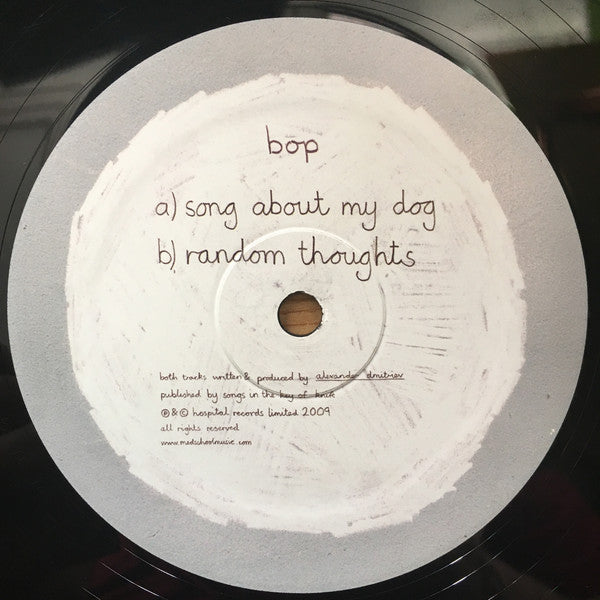 bop
a) song about my dog
b) random thoughts
both tracks written & produced by alexander dmitriev
published by songs in the key of knife
℗ & © hospital records limited 2009
all rights reserved
www.medschoolmusic.com